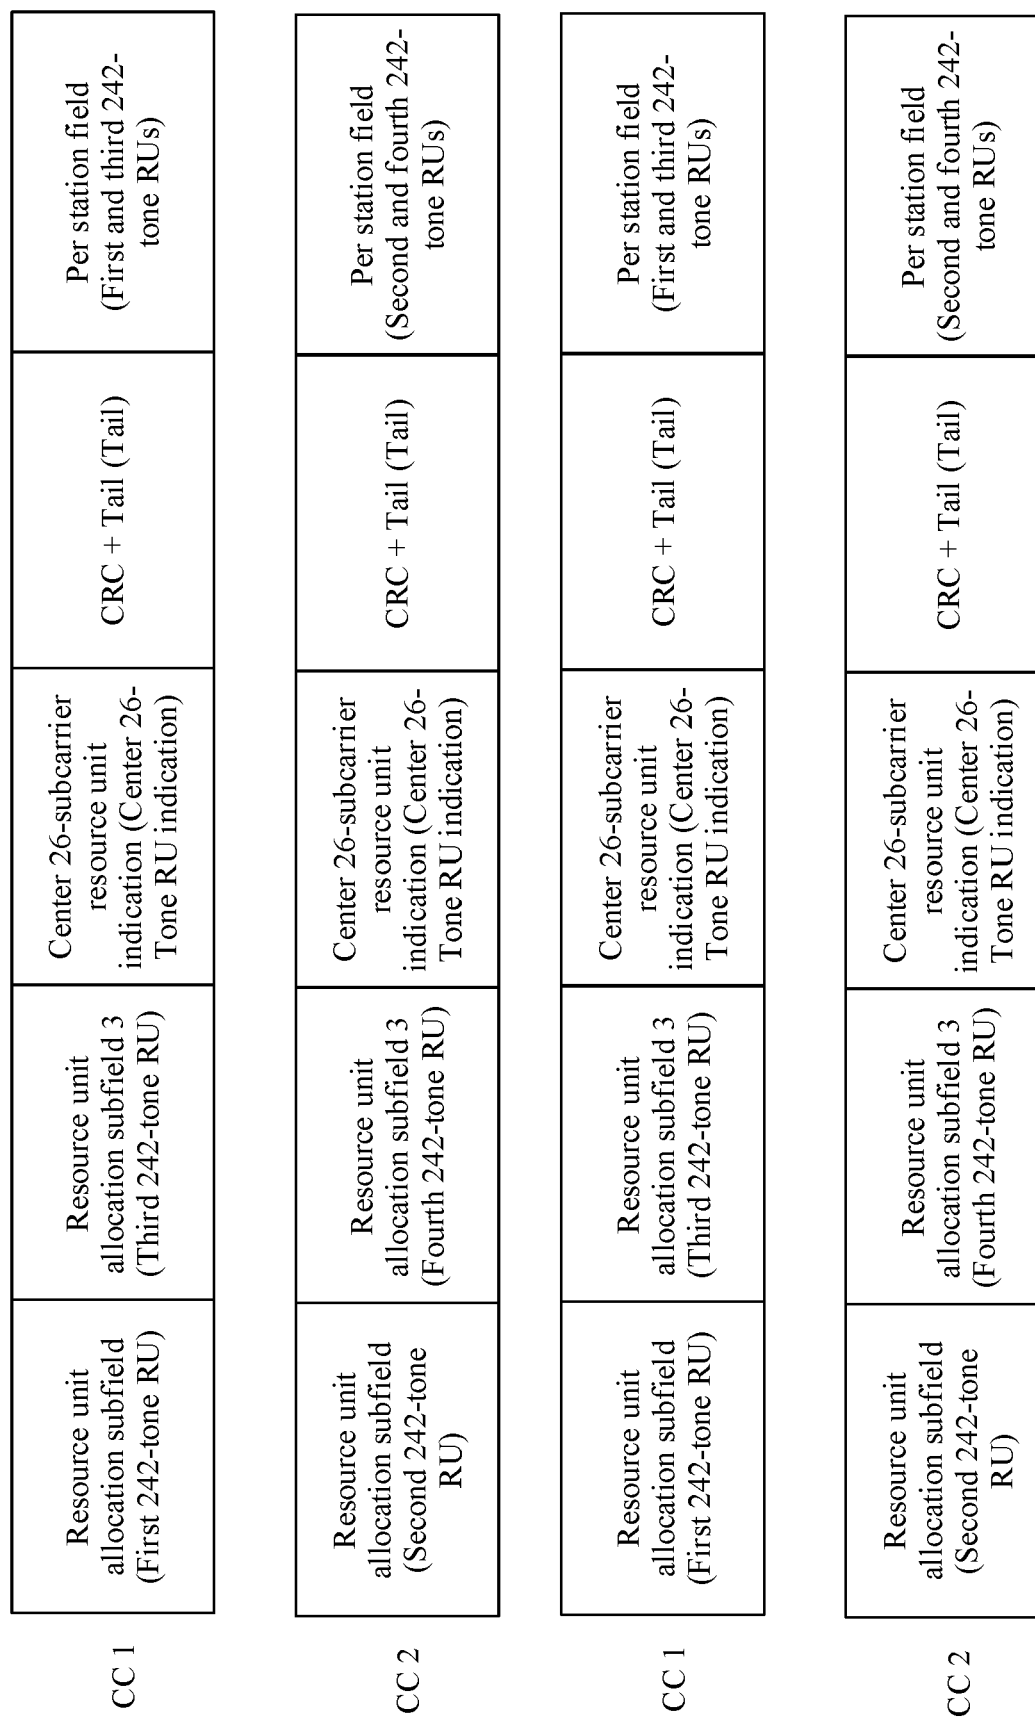 CC 1
Resource unit
allocation subfield
(First 242-tone RU)
Resource unit
allocation subfield 3
(Third 242-tone RU)
Center 26-subcarrier
resource unit
indication (Center 26-
Tone RU indication)
CRC + Tail (Tail)
Per station field
(First and third 242-
tone RUs)
CC 2
Resource unit
allocation subfield
(Second 242-tone
RU)
Resource unit
allocation subfield 3
(Fourth 242-tone RU)
Center 26-subcarrier
resource unit
indication (Center 26-
Tone RU indication)
CRC + Tail (Tail)
Per station field
(Second and fourth 242-
tone RUs)
CC 1
Resource unit
allocation subfield
(First 242-tone RU)
Resource unit
allocation subfield 3
(Third 242-tone RU)
Center 26-subcarrier
resource unit
indication (Center 26-
Tone RU indication)
CRC + Tail (Tail)
Per station field
(First and third 242-
tone RUs)
CC 2
Resource unit
allocation subfield
(Second 242-tone
RU)
Resource unit
allocation subfield 3
(Fourth 242-tone RU)
Center 26-subcarrier
resource unit
indication (Center 26-
Tone RU indication)
CRC + Tail (Tail)
Per station field
(Second and fourth 242-
tone RUs)